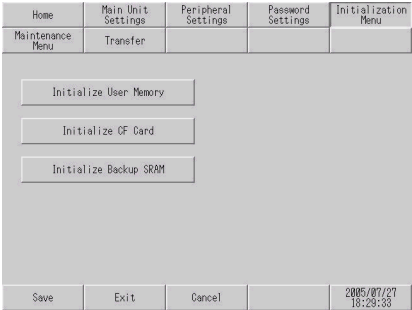 Home
Main Unit
Settings
Peripheral
Settings
Password
Settings
Initialization
Menu
Maintenance
Menu
Transfer
Initialize User Memory
Initialize CF Card
Initialize Backup SRAM
Save
Exit
Cancel
2005/07/27
18:29:33